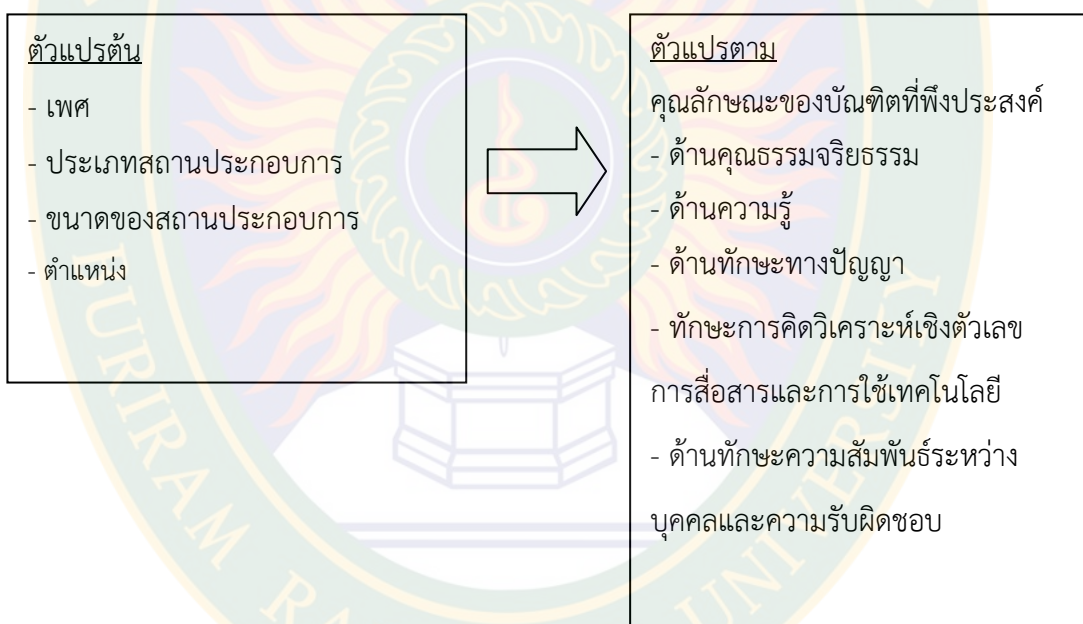 ตัวแปรต้น
- เพศ
- ประเภทสถานประกอบการ
- ขนาดของสถานประกอบการ
- ตำแหน่ง
ตัวแปรตาม
คุณลักษณะของบัณฑิตที่พึงประสงค์
- ด้านคุณธรรมจริยธรรม
- ด้านความรู้
- ด้านทักษะทางปัญญา
- ทักษะการคิดวิเคราะห์เชิงตัวเลข
การสื่อสารและการใช้เทคโนโลยี
- ด้านทักษะความสัมพันธ์ระหว่าง
บุคคลและความรับผิดชอบ
BURIRAM RA
UNIVERSITY